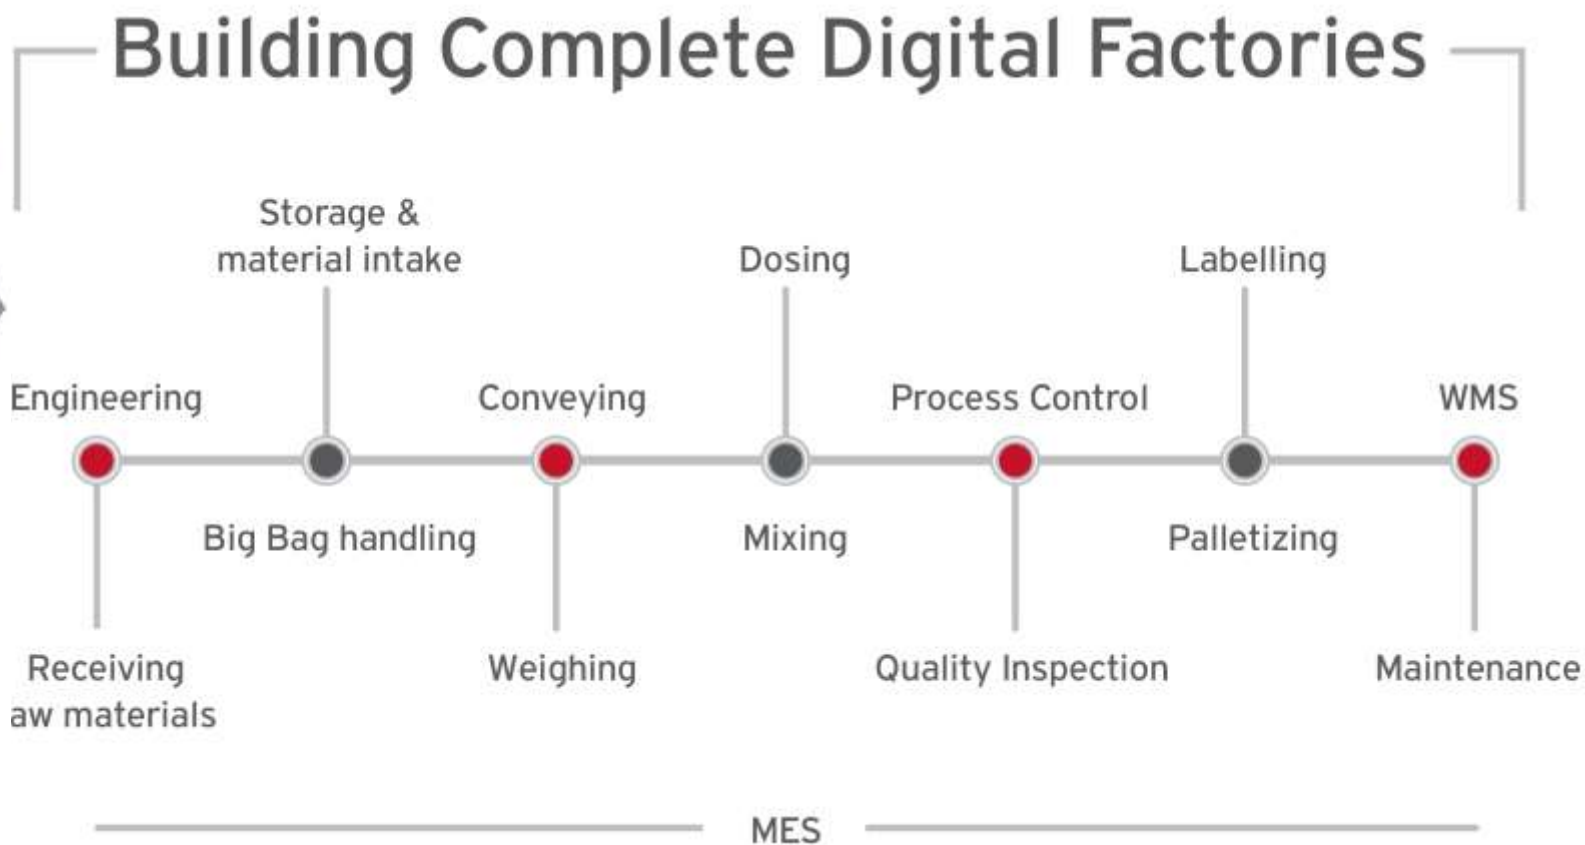 Building Complete Digital Factories
Storage &
material intake
Dosing
Labelling
Engineering
Conveying
Process Control
WMS
Big Bag handling
Mixing
Palletizing
Receiving
aw materials
Weighing
Quality Inspection
Maintenance
MES